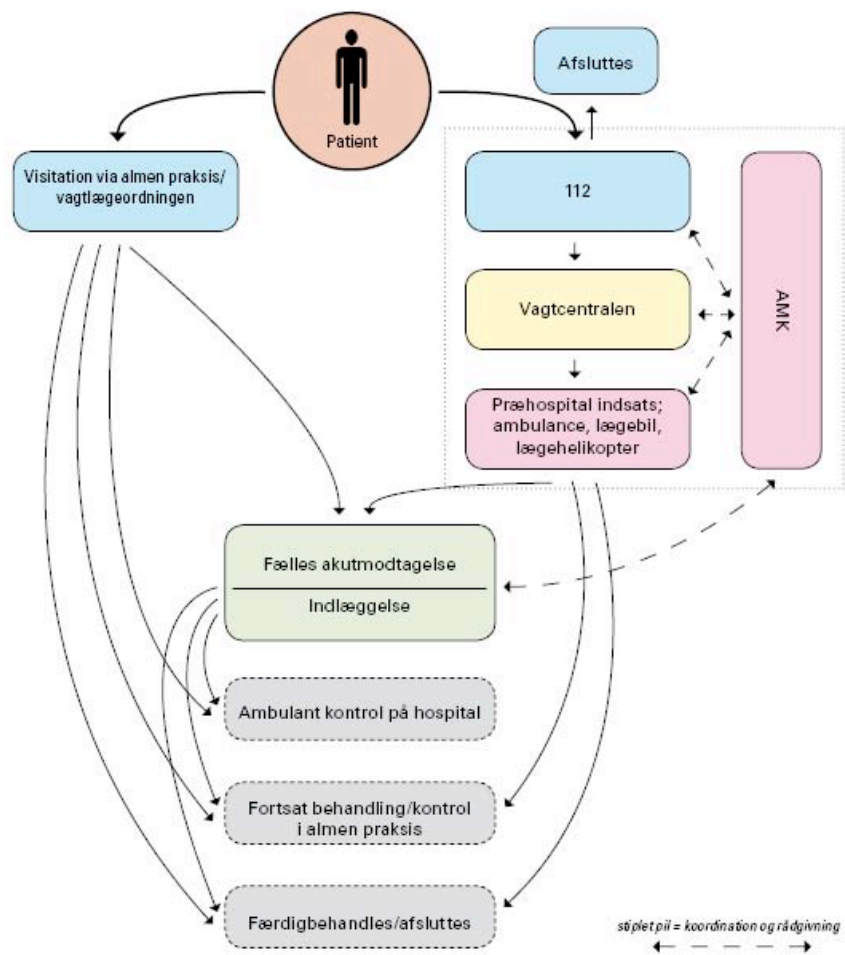 Patient
Afsluttes
Visitation via almen praksis/
vagtlægeordningen
112
AMK
Vagtcentralen
Præhospital indsats;
ambulance, lægebil,
lægehelikopter
Fælles akutmodtagelse
Indlæggelse
Ambulant kontrol på hospital
Fortsat behandling/kontrol
i almen praksis
Færdigbehandles/afsluttes
stiplet pil = koordination og rådgivning